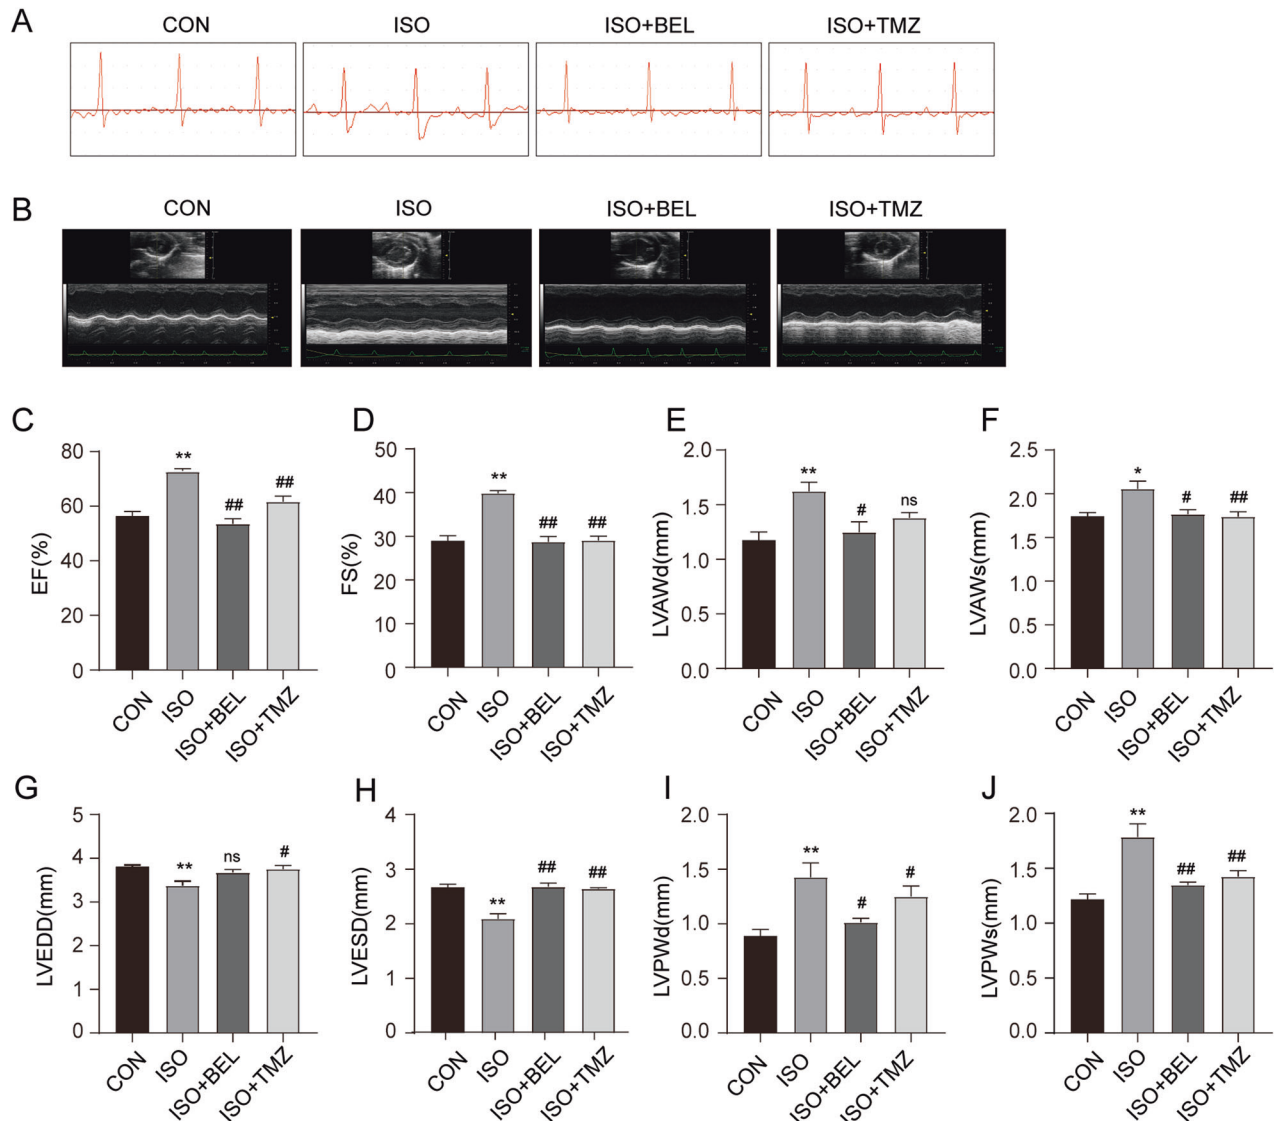 A
CON ISO ISO+BEL ISO+TMZ
B
CON ISO ISO+BEL ISO+TMZ
C
EF(%)
80
60
40
20
0
**
##
##
CON ISO ISO+BEL ISO+TMZ
D
FS(%)
50
40
30
20
10
0
**
##
##
CON ISO ISO+BEL ISO+TMZ
E
LVAWd(mm)
2.0
1.5
1.0
0.5
0.0
**
#
ns
CON ISO ISO+BEL ISO+TMZ
F
LVAWs(mm)
2.5
2.0
1.5
1.0
0.5
0.0
*
#
##
CON ISO ISO+BEL ISO+TMZ
G
LVEDD(mm)
5
4
3
2
1
0
**
ns
#
CON ISO ISO+BEL ISO+TMZ
H
LVESD(mm)
4
3
2
1
0
**
##
##
CON ISO ISO+BEL ISO+TMZ
I
LVPWd(mm)
2.0
1.5
1.0
0.5
0.0
**
#
#
CON ISO ISO+BEL ISO+TMZ
J
LVPWs(mm)
2.0
1.5
1.0
0.5
0.0
**
##
##
CON ISO ISO+BEL ISO+TMZ